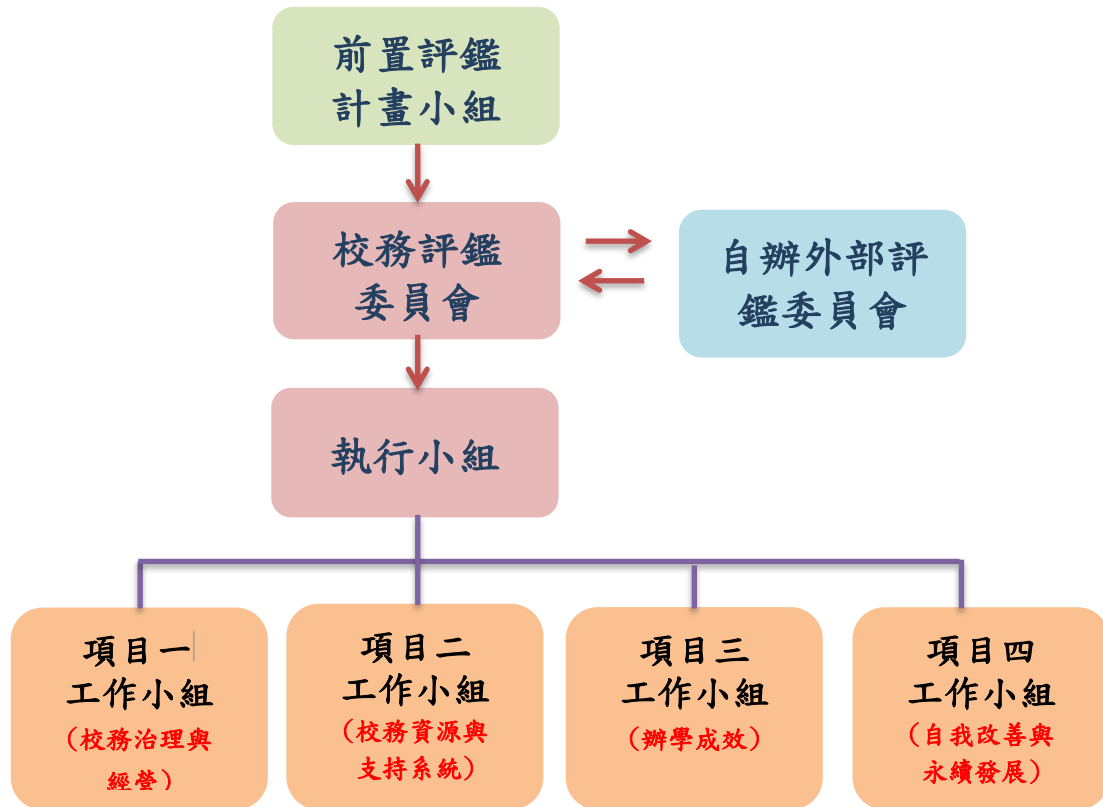 前置評鑑
計畫小組
校務評鑑
委員會
自辦外部評
鑑委員會
執行小組
項目一
工作小組
(校務治理與
經營)
項目二
工作小組
(校務資源與
支持系統)
項目三
工作小組
(辦學成效)
項目四
工作小組
(自我改善與
永續發展)